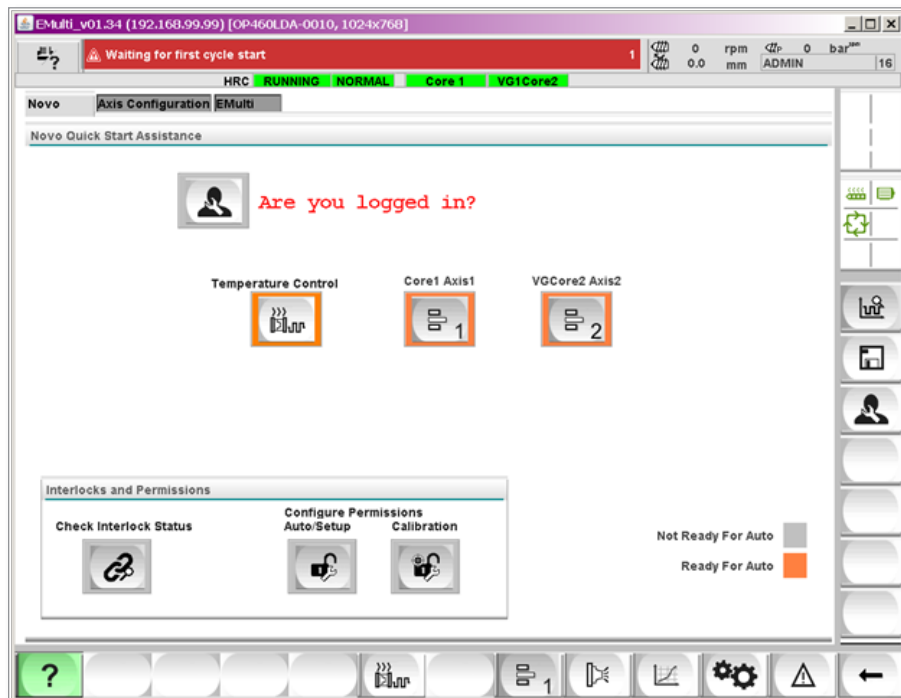 EMulti_v01.34 (192.168.99.99) [OP460LDA-0010, 1024x768]
Waiting for first cycle start 1
0 rpm 0 bar
0.0 mm ADMIN 16
HRC RUNNING NORMAL Core 1 VG1Core2
Novo Axis Configuration EMulti
Novo Quick Start Assistance
Are you logged in?
Temperature Control Core1 Axis1 VGCore2 Axis2
1 2
Interlocks and Permissions
Configure Permissions
Check Interlock Status Auto/Setup Calibration
Not Ready For Auto
Ready For Auto
? 1